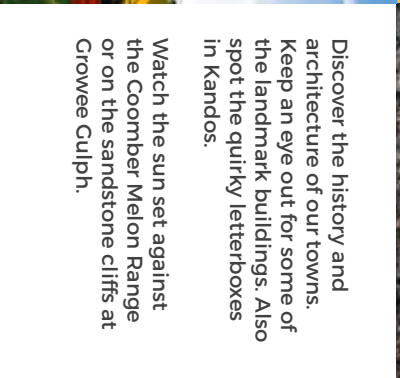 Discover the history and
architecture of our towns.
Keep an eye out for some of
the landmark buildings. Also
spot the quirky letterboxes
in Kandos.
Watch the sun set against
the Coomber Melon Range
or on the sandstone cliffs at
Growee Gulph.